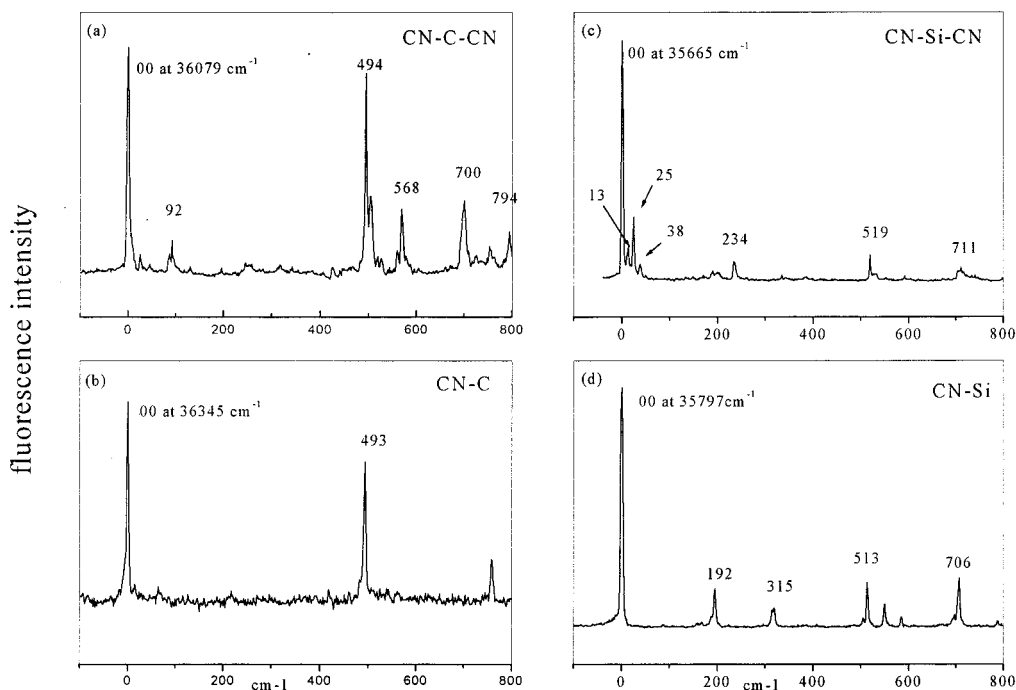 fluorescence intensity
(a)
CN-C-CN
00 at 36079 cm-1
92
494
568
700
794
0 200 400 600 800
(b)
CN-C
00 at 36345 cm-1
493
0 200 400 600 800
cm-1
(c)
CN-Si-CN
00 at 35665 cm-1
13
25
38
234
519
711
0 200 400 600 800
(d)
CN-Si
00 at 35797cm-1
192
315
513
706
0 200 400 600 800
cm-1